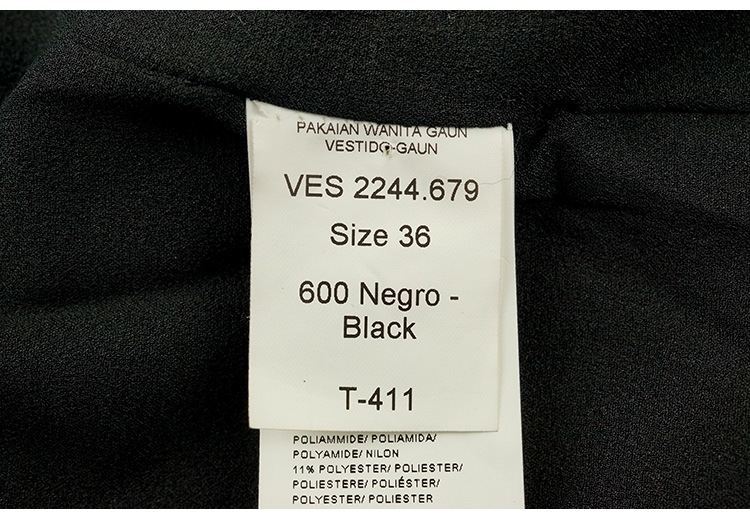 PAKAIAN WANITA GAUN
VESTIDO-GAUN
VES 2244.679
Size 36
600 Negro -
Black
T-411
POLIAMMIDE/ POLIAMIDA/
POLYAMIDE/ NILON
11% POLYESTER/ POLIESTER/
POLIESTERE/ POLIÉSTER/
POLYESTER/ POLIESTER